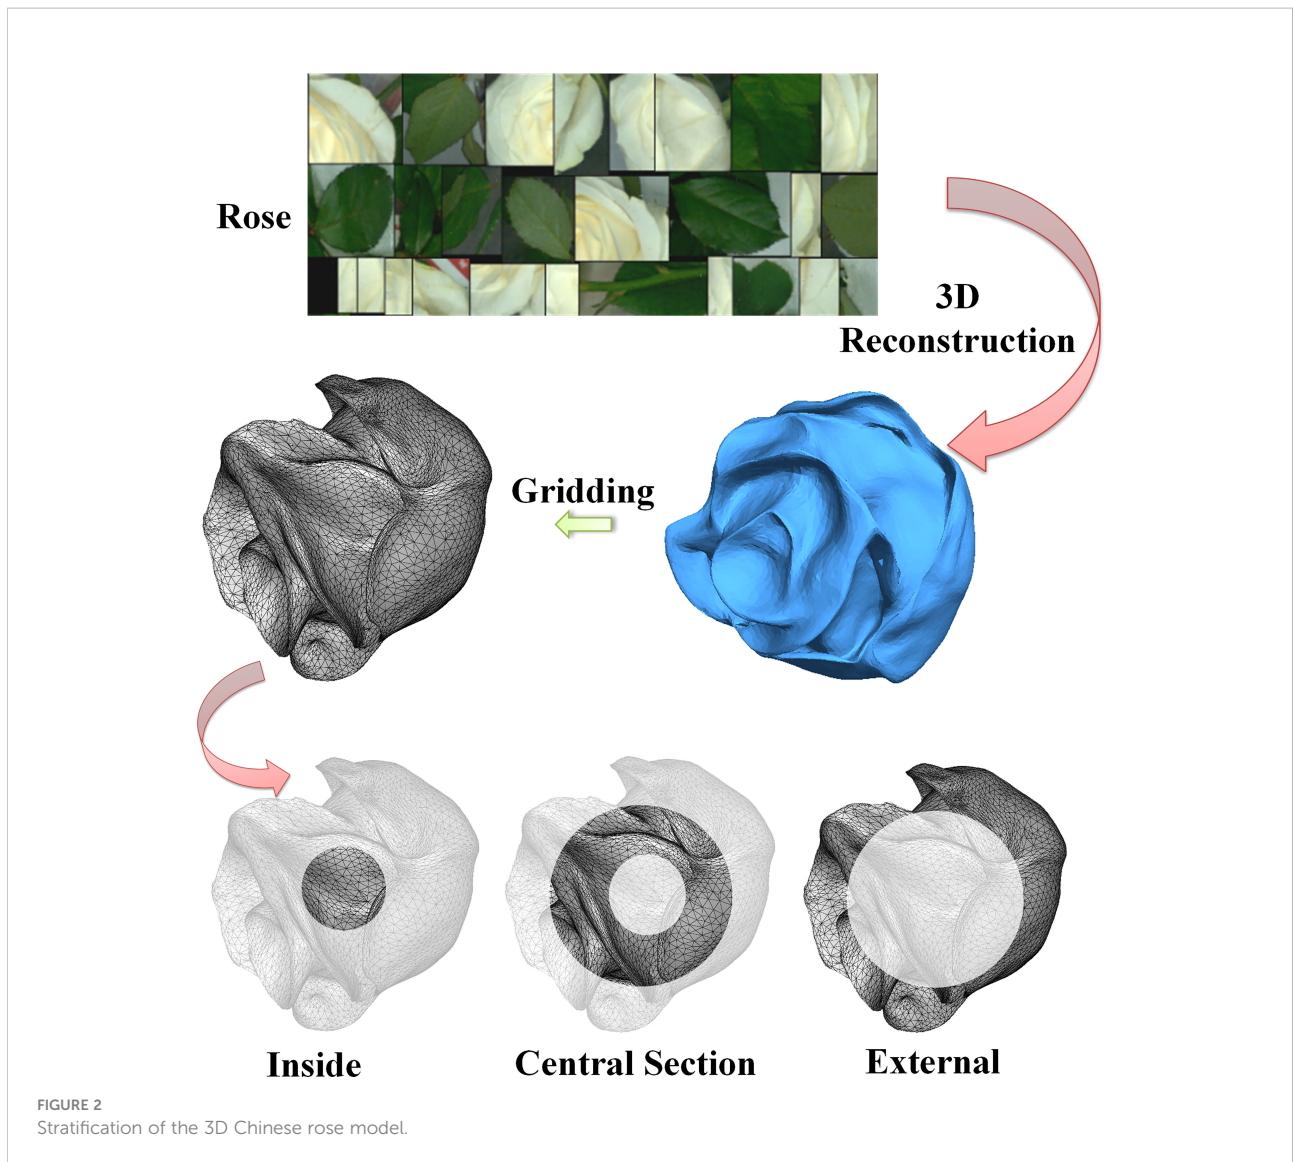 Rose
3D
Reconstruction
Gridding
Inside
Central Section
External
FIGURE 2
Stratification of the 3D Chinese rose model.